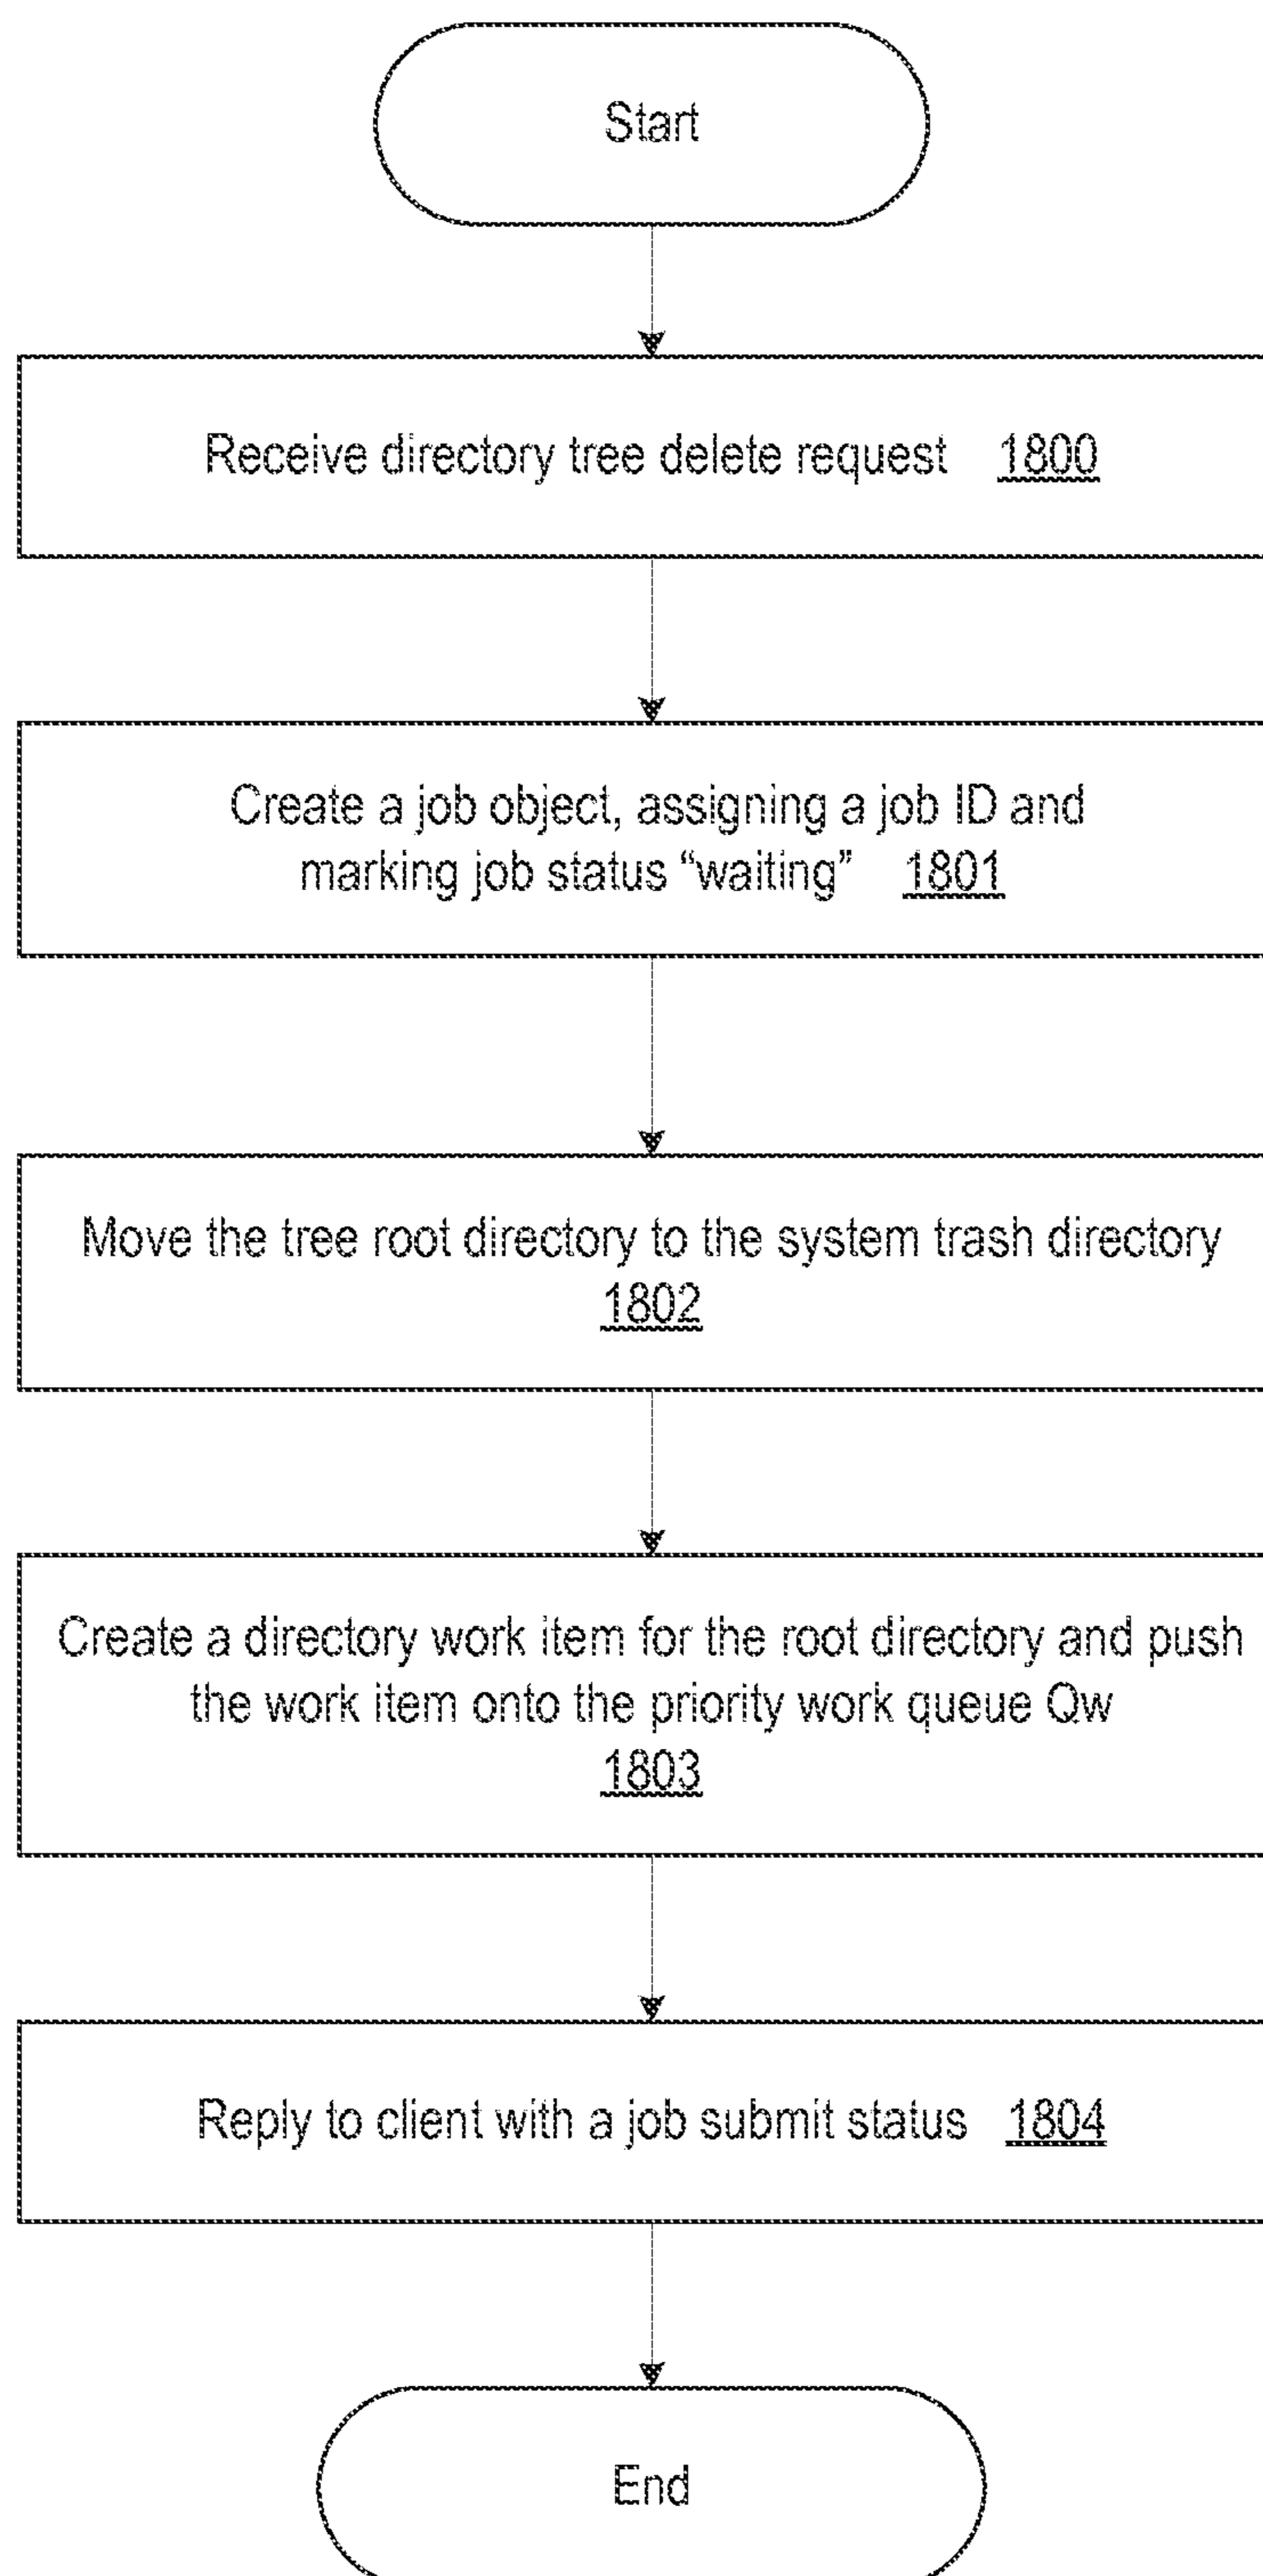 Start
Receive directory tree delete request 1800
Create a job object, assigning a job ID and
marking job status “waiting” 1801
Move the tree root directory to the system trash directory
1802
Create a directory work item for the root directory and push
the work item onto the priority work queue Qw
1803
Reply to client with a job submit status 1804
End